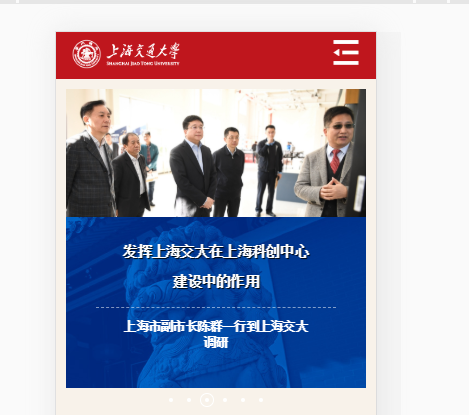 上海交通大学
SHANGHAI JIAO TONG UNIVERSITY
发挥上海交大在上海科创中心
建设中的作用
上海市副市长陈群一行到上海交大
调研